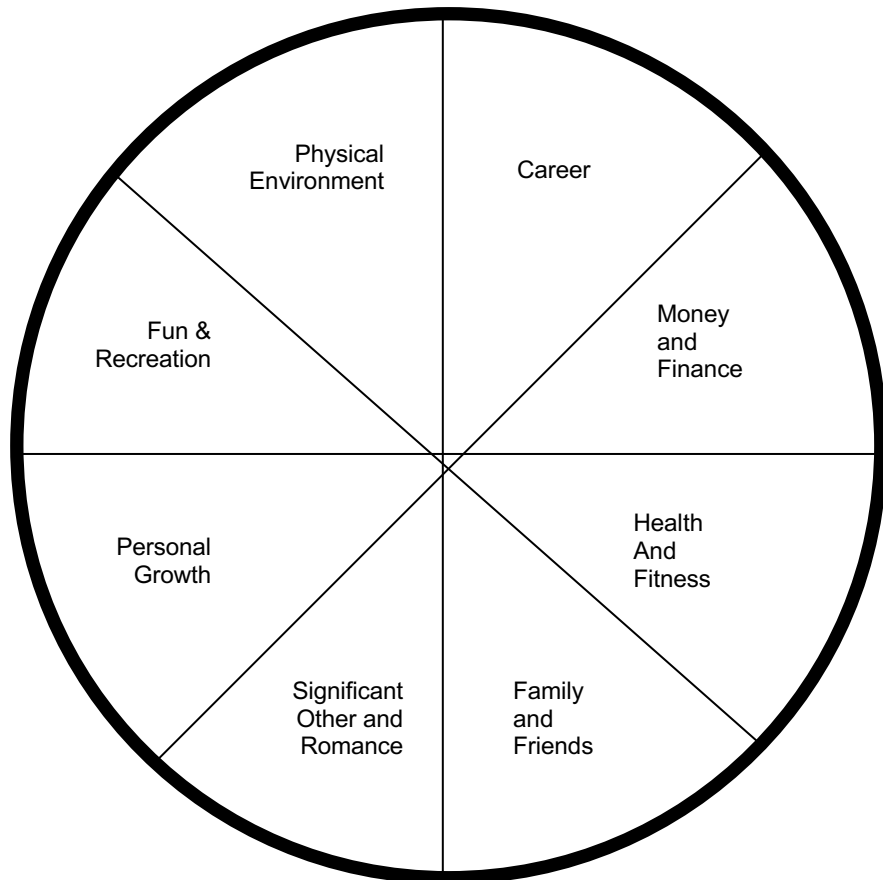 Physical
Environment
Career
Money
and
Finance
Health
And
Fitness
Family
and
Friends
Significant
Other and
Romance
Personal
Growth
Fun &
Recreation